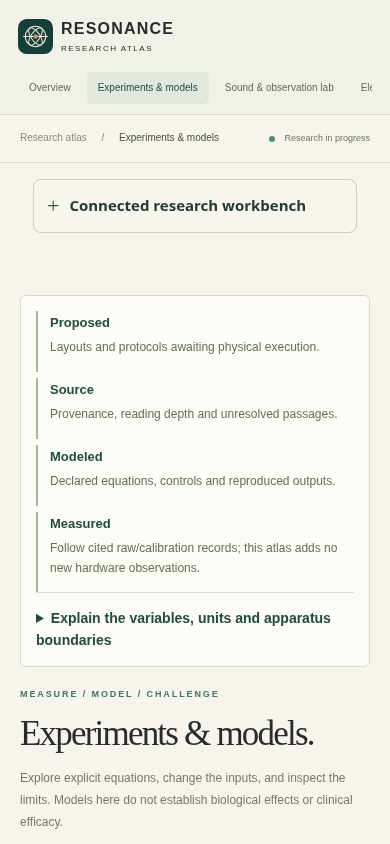 RESONANCE
RESEARCH ATLAS
Overview Experiments & models Sound & observation lab
Research atlas / Experiments & models Research in progress
+ Connected research workbench
Proposed
Layouts and protocols awaiting physical execution.
Source
Provenance, reading depth and unresolved passages.
Modeled
Declared equations, controls and reproduced outputs.
Measured
Follow cited raw/calibration records; this atlas adds no
new hardware observations.
Explain the variables, units and apparatus
boundaries
MEASURE / MODEL / CHALLENGE
Experiments & models.
Explore explicit equations, change the inputs, and inspect the
limits. Models here do not establish biological effects or clinical
efficacy.